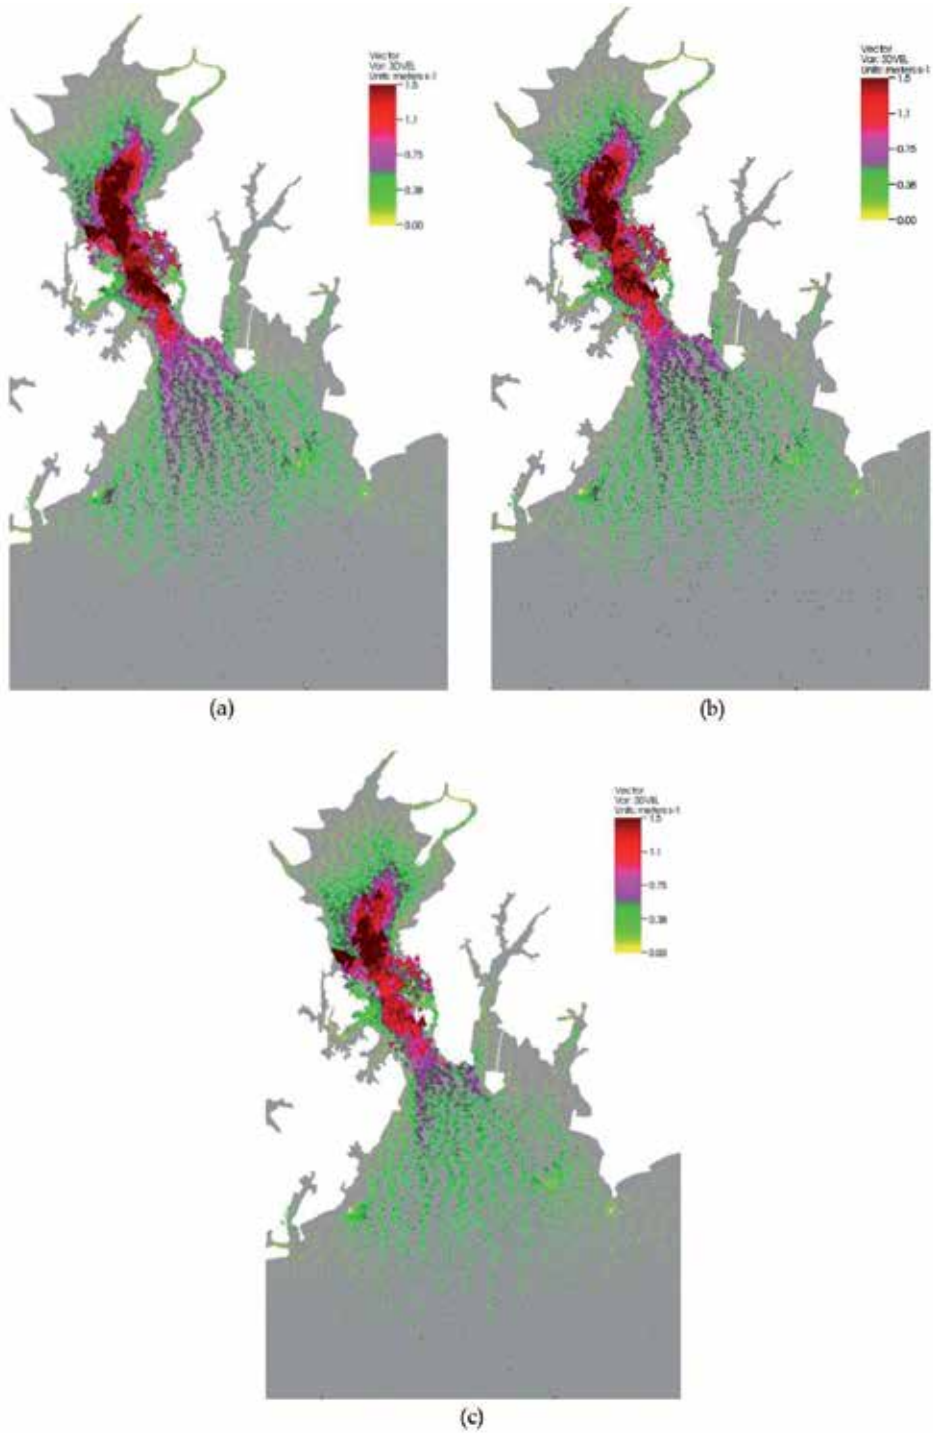 Vector
Var: 3DVEL
Units: meters s-1
1.5
1.1
0.75
0.38
0.00
(a)
Vector
Var: 3DVEL
Units: meters s-1
1.5
1.1
0.75
0.38
0.00
(b)
Vector
Var: 3DVEL
Units: meters s-1
1.5
1.1
0.75
0.38
0.00
(c)